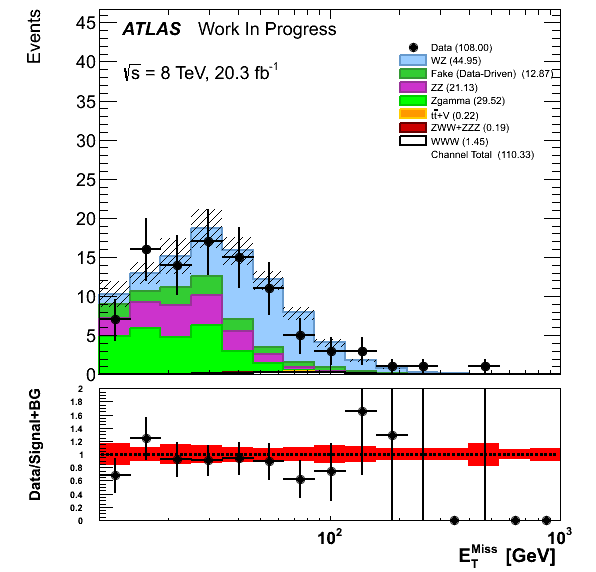 Events
45
40
35
30
25
20
15
10
5
0
ATLAS Work In Progress
√s = 8 TeV, 20.3 fb⁻¹
Data (108.00)
WZ (44.95)
Fake (Data-Driven) (12.87)
ZZ (21.13)
Zgamma (29.52)
tt̄+V (0.22)
ZWW+ZZZ (0.19)
WWW (1.45)
Channel Total (110.33)
Data/Signal+BG
2
1.8
1.6
1.4
1.2
1
0.8
0.6
0.4
0.2
0
10² 10³
E_T^Miss [GeV]